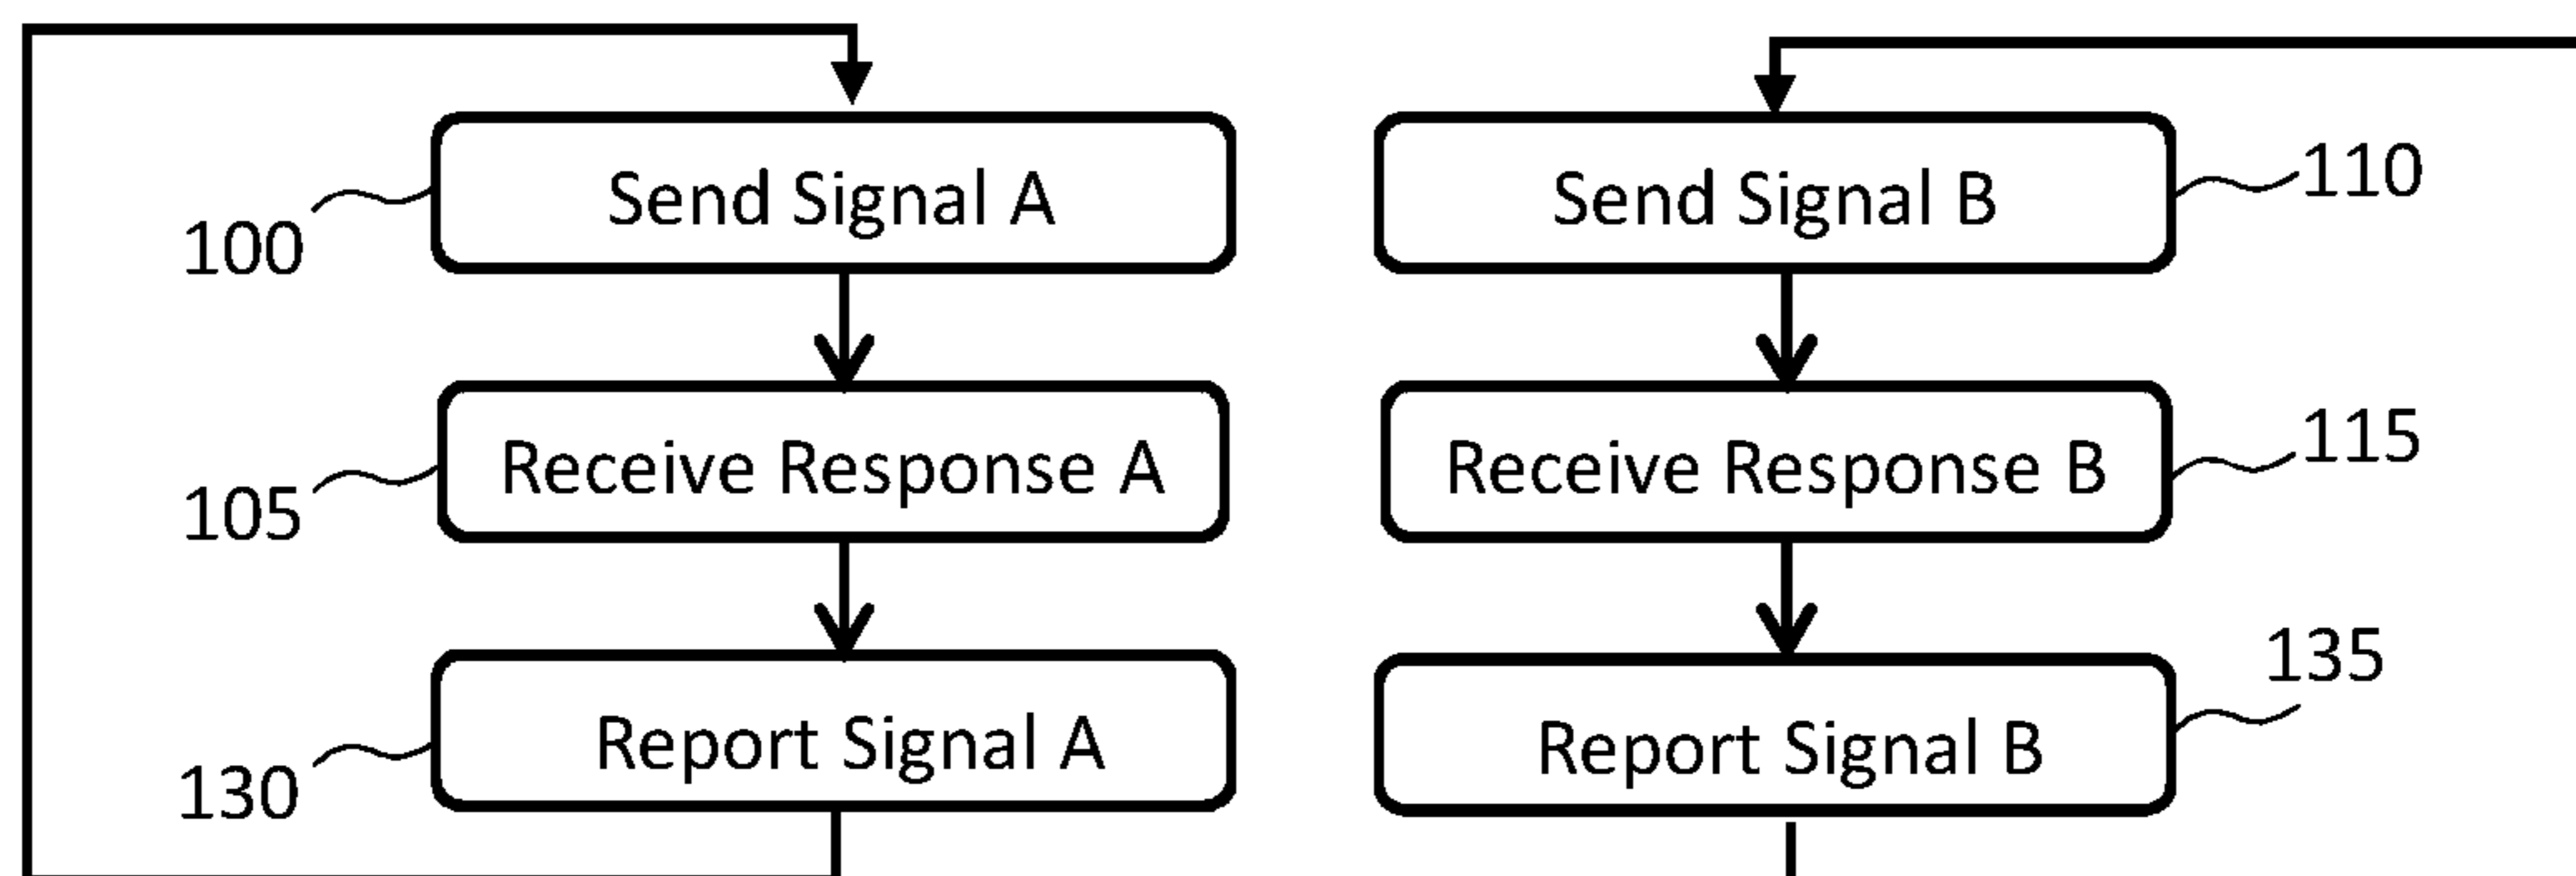 Send Signal A
100
Receive Response A
105
Report Signal A
130
Send Signal B
110
Receive Response B
115
Report Signal B
135